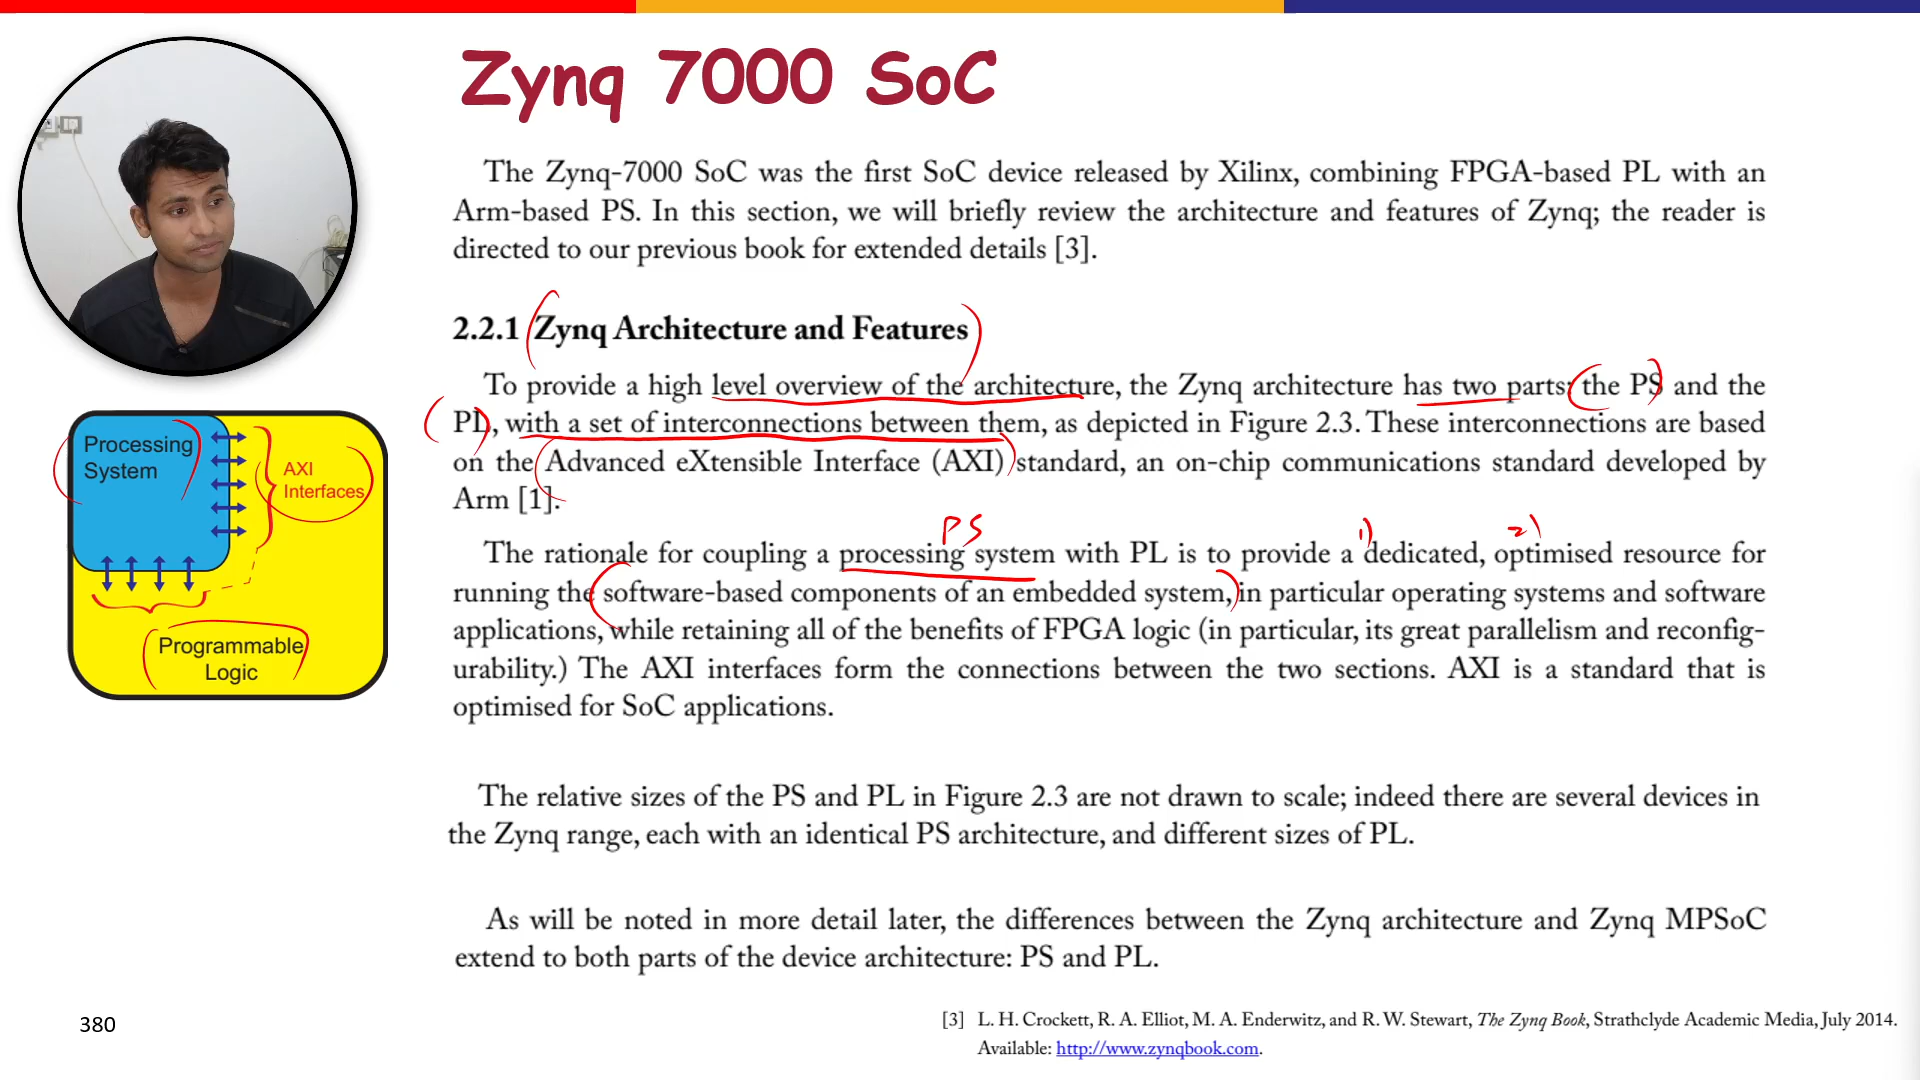 Zynq 7000 SoC
The Zynq-7000 SoC was the first SoC device released by Xilinx, combining FPGA-based PL with an
Arm-based PS. In this section, we will briefly review the architecture and features of Zynq; the reader is
directed to our previous book for extended details [3].
2.2.1 Zynq Architecture and Features
To provide a high level overview of the architecture, the Zynq architecture has two parts: the PS and the
PL, with a set of interconnections between them, as depicted in Figure 2.3. These interconnections are based
on the Advanced eXtensible Interface (AXI) standard, an on-chip communications standard developed by
Arm [1].
PS 1) 2)
The rationale for coupling a processing system with PL is to provide a dedicated, optimised resource for
running the software-based components of an embedded system, in particular operating systems and software
applications, while retaining all of the benefits of FPGA logic (in particular, its great parallelism and reconfig-
urability.) The AXI interfaces form the connections between the two sections. AXI is a standard that is
optimised for SoC applications.
The relative sizes of the PS and PL in Figure 2.3 are not drawn to scale; indeed there are several devices in
the Zynq range, each with an identical PS architecture, and different sizes of PL.
As will be noted in more detail later, the differences between the Zynq architecture and Zynq MPSoC
extend to both parts of the device architecture: PS and PL.
Processing
System
AXI
Interfaces
Programmable
Logic
380
[3] L. H. Crockett, R. A. Elliot, M. A. Enderwitz, and R. W. Stewart, The Zynq Book, Strathclyde Academic Media, July 2014.
Available: http://www.zynqbook.com.